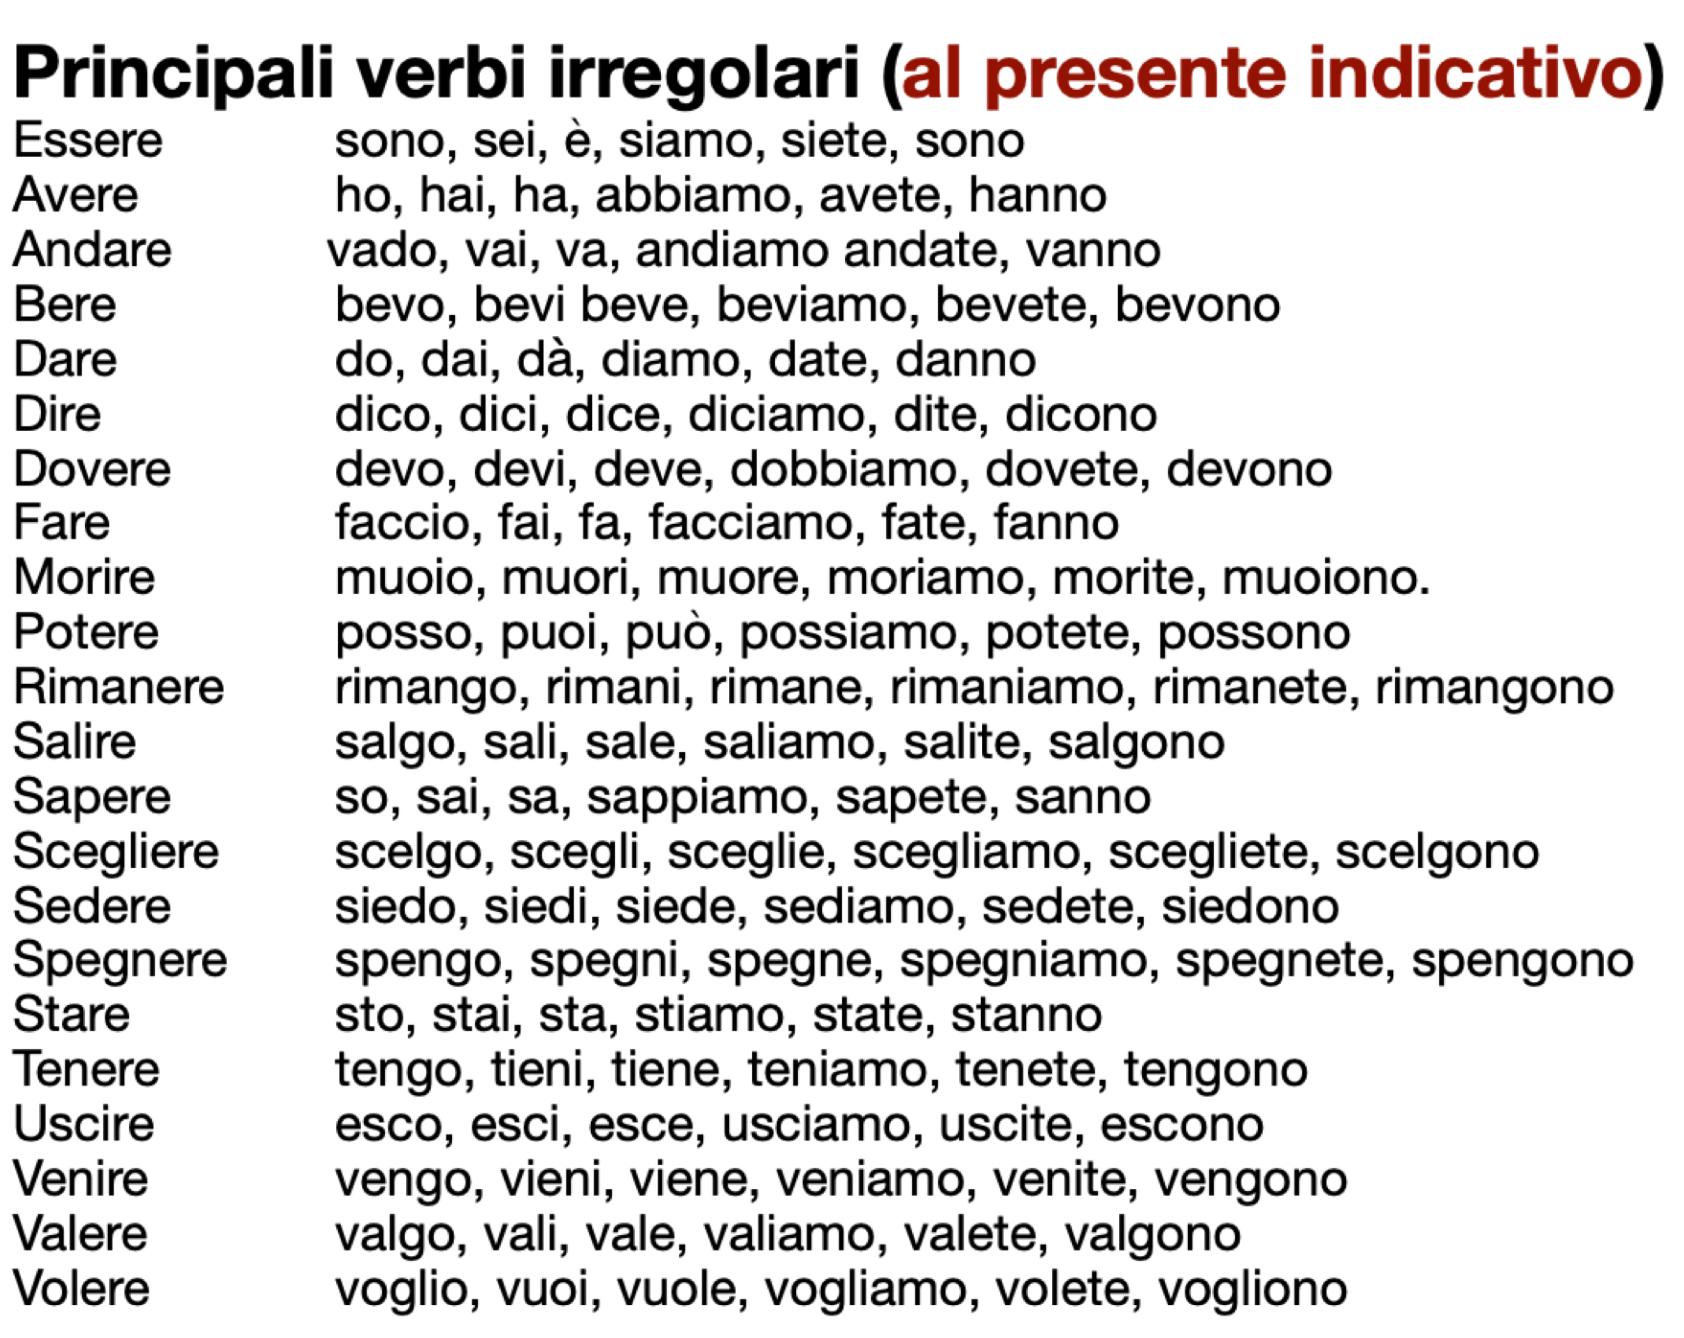 Principali verbi irregolari (al presente indicativo)
Essere sono, sei, è, siamo, siete, sono
Avere ho, hai, ha, abbiamo, avete, hanno
Andare vado, vai, va, andiamo andate, vanno
Bere bevo, bevi beve, beviamo, bevete, bevono
Dare do, dai, dà, diamo, date, danno
Dire dico, dici, dice, diciamo, dite, dicono
Dovere devo, devi, deve, dobbiamo, dovete, devono
Fare faccio, fai, fa, facciamo, fate, fanno
Morire muoio, muori, muore, moriamo, morite, muoiono.
Potere posso, puoi, può, possiamo, potete, possono
Rimanere rimango, rimani, rimane, rimaniamo, rimanete, rimangono
Salire salgo, sali, sale, saliamo, salite, salgono
Sapere so, sai, sa, sappiamo, sapete, sanno
Scegliere scelgo, scegli, sceglie, scegliamo, scegliete, scelgono
Sedere siedo, siedi, siede, sediamo, sedete, siedono
Spegnere spengo, spegni, spegne, spegniamo, spegnete, spengono
Stare sto, stai, sta, stiamo, state, stanno
Tenere tengo, tieni, tiene, teniamo, tenete, tengono
Uscire esco, esci, esce, usciamo, uscite, escono
Venire vengo, vieni, viene, veniamo, venite, vengono
Valere valgo, vali, vale, valiamo, valete, valgono
Volere voglio, vuoi, vuole, vogliamo, volete, vogliono